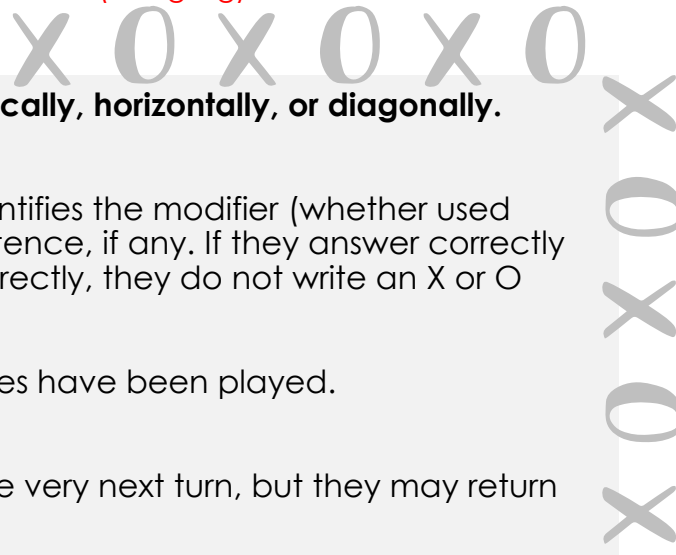 X O X O X O
cally, horizontally, or diagonally.
ntifies the modifier (whether used
tence, if any. If they answer correctly
rectly, they do not write an X or O
es have been played.
e very next turn, but they may return
X
O
X
O
X